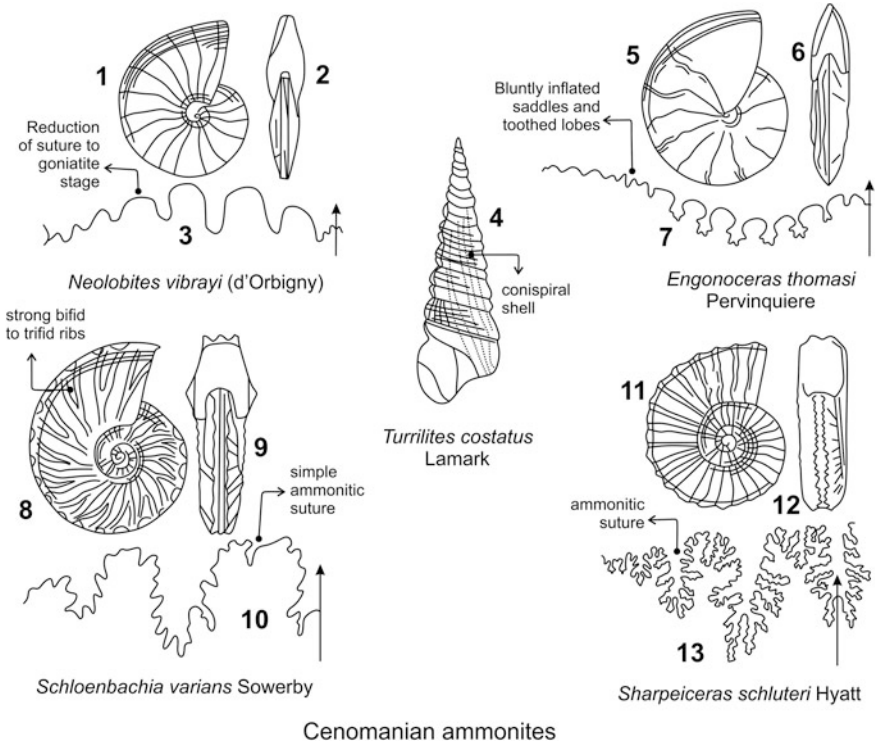 1
2
Reduction
of suture to
goniatite
stage
3
Neolobites vibrayi (d'Orbigny)
4
conispiral
shell
Turrilites costatus
Lamark
5
6
Bluntly inflated
saddles and
toothed lobes
7
Engonoceras thomasi
Pervinquiere
strong bifid
to trifid ribs
8
9
simple
ammonitic
suture
10
Schloenbachia varians Sowerby
11
12
ammonitic
suture
13
Sharpeiceras schluteri Hyatt
Cenomanian ammonites